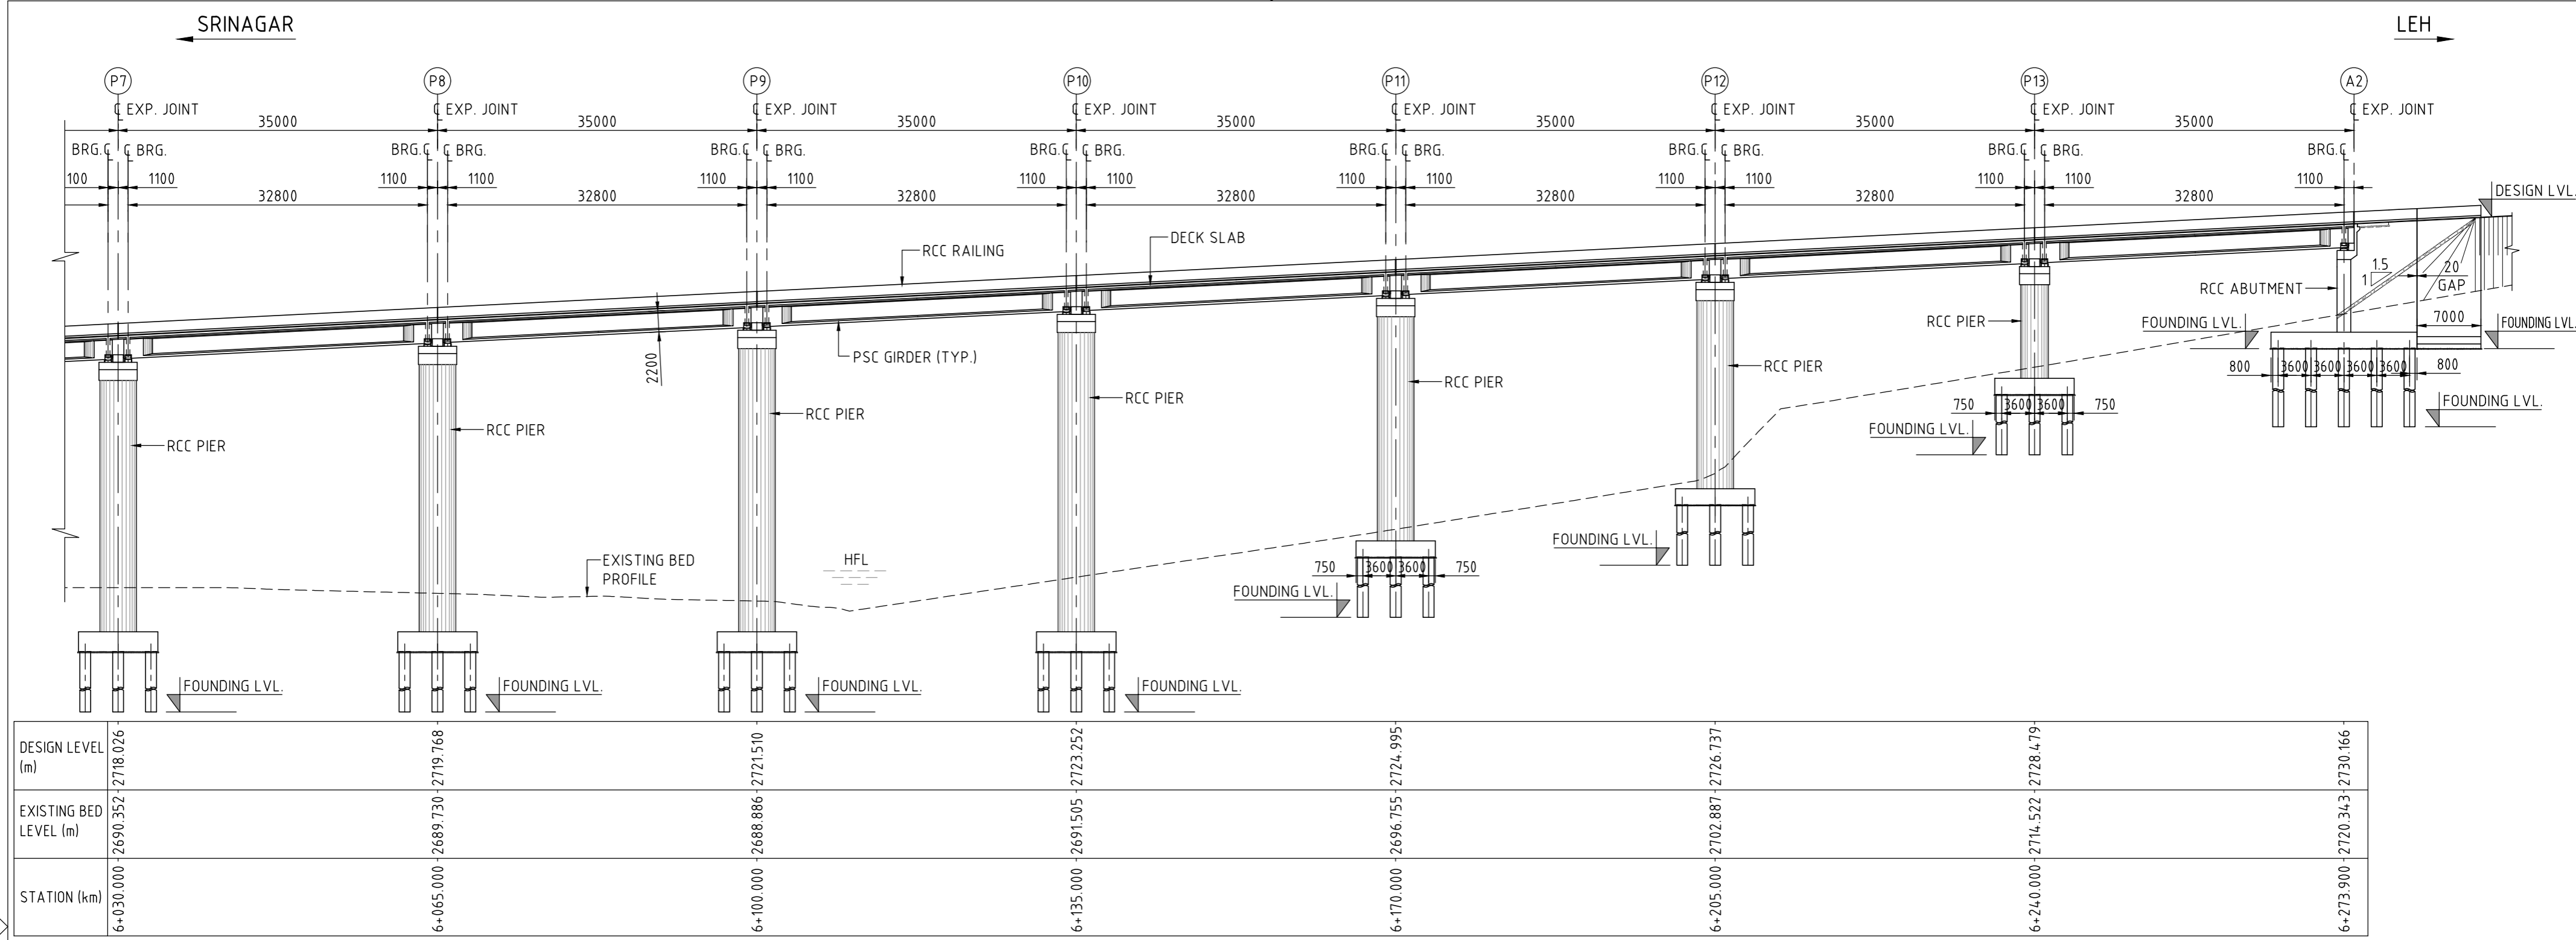 SRINAGAR
LEH
P7 P8 P9 P10 P11 P12 P13 A2
℄ EXP. JOINT ℄ EXP. JOINT ℄ EXP. JOINT ℄ EXP. JOINT ℄ EXP. JOINT ℄ EXP. JOINT ℄ EXP. JOINT ℄ EXP. JOINT
35000 35000 35000 35000 35000 35000 35000
BRG.℄ ℄ BRG. BRG.℄ ℄ BRG. BRG.℄ ℄ BRG. BRG.℄ ℄ BRG. BRG.℄ ℄ BRG. BRG.℄ ℄ BRG. BRG.℄ ℄ BRG. BRG.℄
100 1100 1100 1100 1100 1100 1100 1100 1100 1100 1100 1100 1100 1100 1100
32800 32800 32800 32800 32800 32800 32800
DESIGN LVL.
RCC RAILING
DECK SLAB
1.5
1
20
GAP
RCC ABUTMENT
7000
FOUNDING LVL.
FOUNDING LVL.
2200
PSC GIRDER (TYP.)
RCC PIER
RCC PIER
RCC PIER
RCC PIER
RCC PIER
RCC PIER
RCC PIER
800 3600 3600 3600 3600 800
FOUNDING LVL.
750 3600 3600 750
FOUNDING LVL.
FOUNDING LVL.
EXISTING BED
PROFILE
HFL
750 3600 3600 750
FOUNDING LVL.
FOUNDING LVL. FOUNDING LVL. FOUNDING LVL. FOUNDING LVL.
DESIGN LEVEL
(m)
2718.026 2719.768 2721.510 2723.252 2724.995 2726.737 2728.479 2730.166
EXISTING BED
LEVEL (m)
2690.352 2689.730 2688.886 2691.505 2696.755 2702.887 2714.522 2720.343
STATION (km)
6+030.000 6+065.000 6+100.000 6+135.000 6+170.000 6+205.000 6+240.000 6+273.900